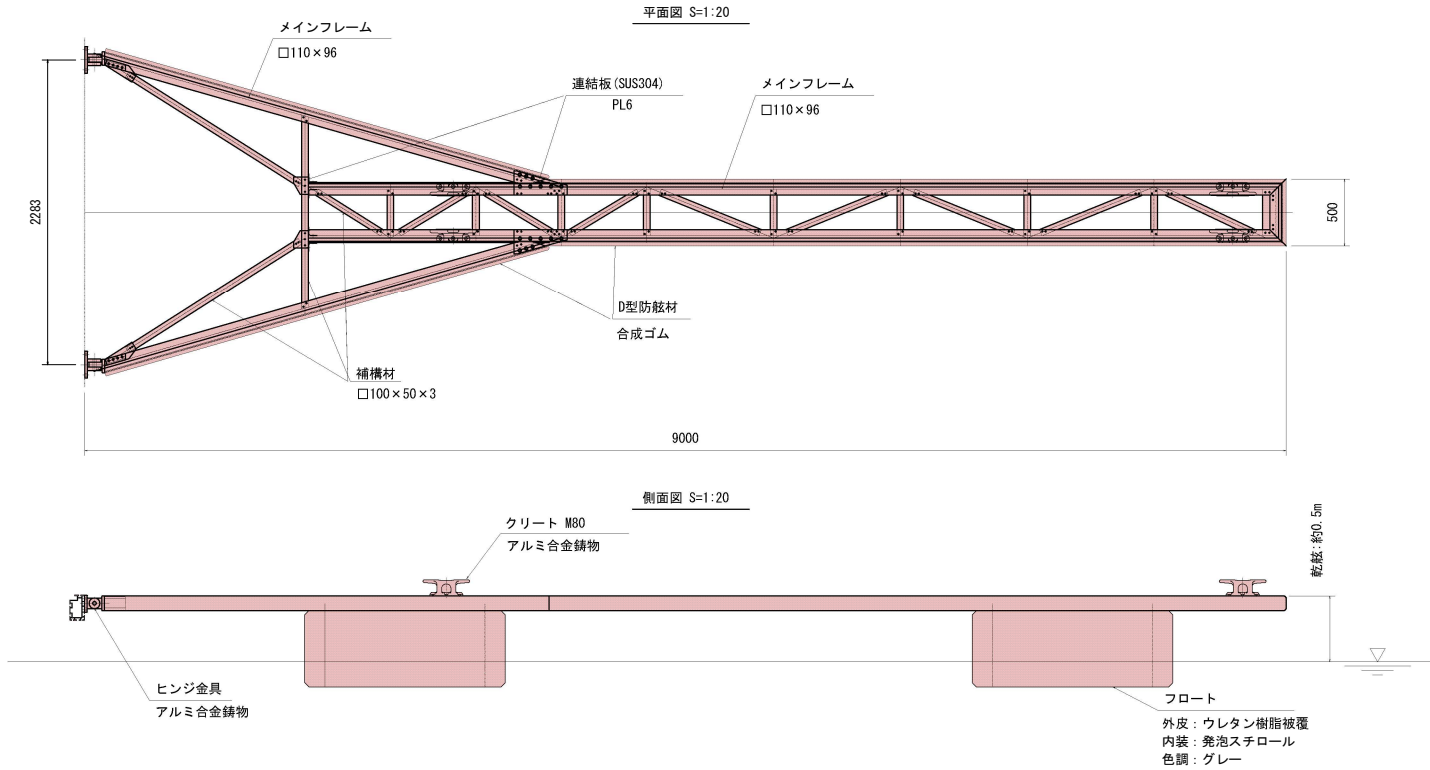 平面図 S=1:20
メインフレーム
□110×96
連結板(SUS304)
PL6
メインフレーム
□110×96
2283
500
D型防舷材
合成ゴム
補構材
□100×50×3
9000
側面図 S=1:20
クリート M80
アルミ合金鋳物
乾舷:約0.5m
ヒンジ金具
アルミ合金鋳物
フロート
外皮：ウレタン樹脂被覆
内装：発泡スチロール
色調：グレー